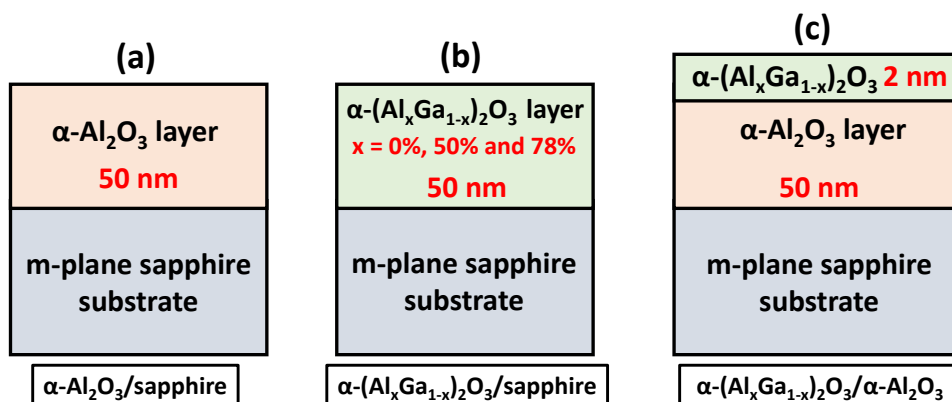 (a)
α-Al₂O₃ layer
50 nm
m-plane sapphire
substrate
α-Al₂O₃/sapphire
(b)
α-(AlₓGa₁₋ₓ)₂O₃ layer
x = 0%, 50% and 78%
50 nm
m-plane sapphire
substrate
α-(AlₓGa₁₋ₓ)₂O₃/sapphire
(c)
α-(AlₓGa₁₋ₓ)₂O₃ 2 nm
α-Al₂O₃ layer
50 nm
m-plane sapphire
substrate
α-(AlₓGa₁₋ₓ)₂O₃/α-Al₂O₃